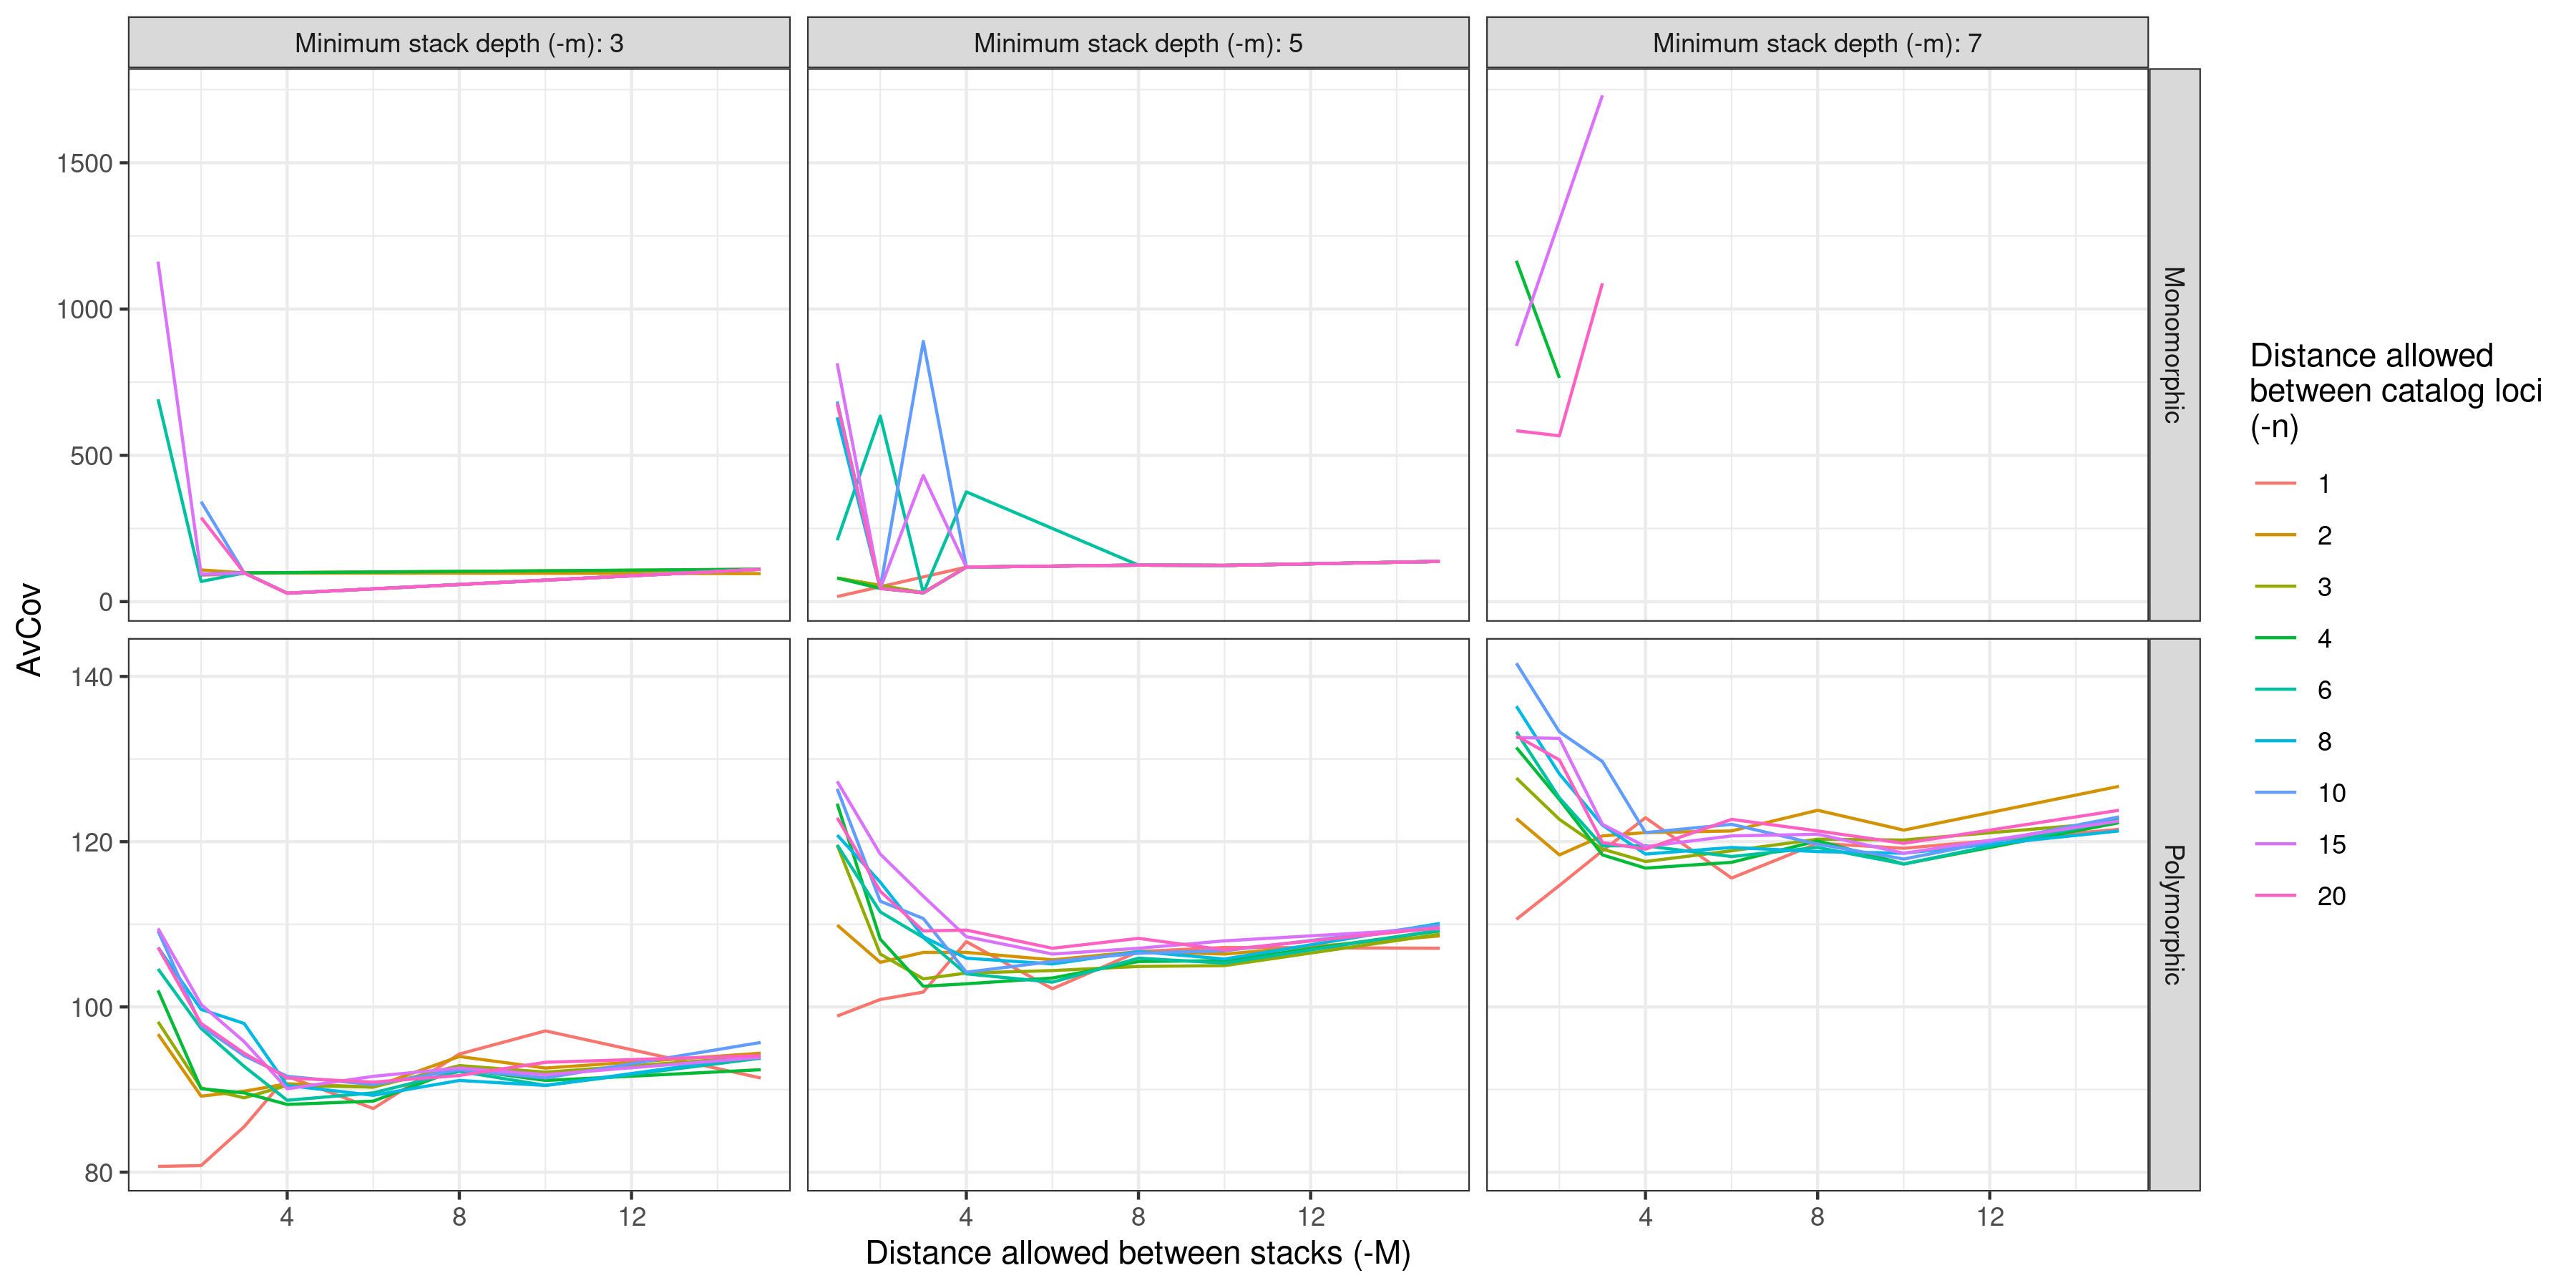 Minimum stack depth (-m): 3
Minimum stack depth (-m): 5
Minimum stack depth (-m): 7
1500
1000
500
0
Monomorphic
140
120
100
80
Polymorphic
AvCov
4
8
12
4
8
12
4
8
12
Distance allowed between stacks (-M)
Distance allowed
between catalog loci
(-n)
1
2
3
4
6
8
10
15
20